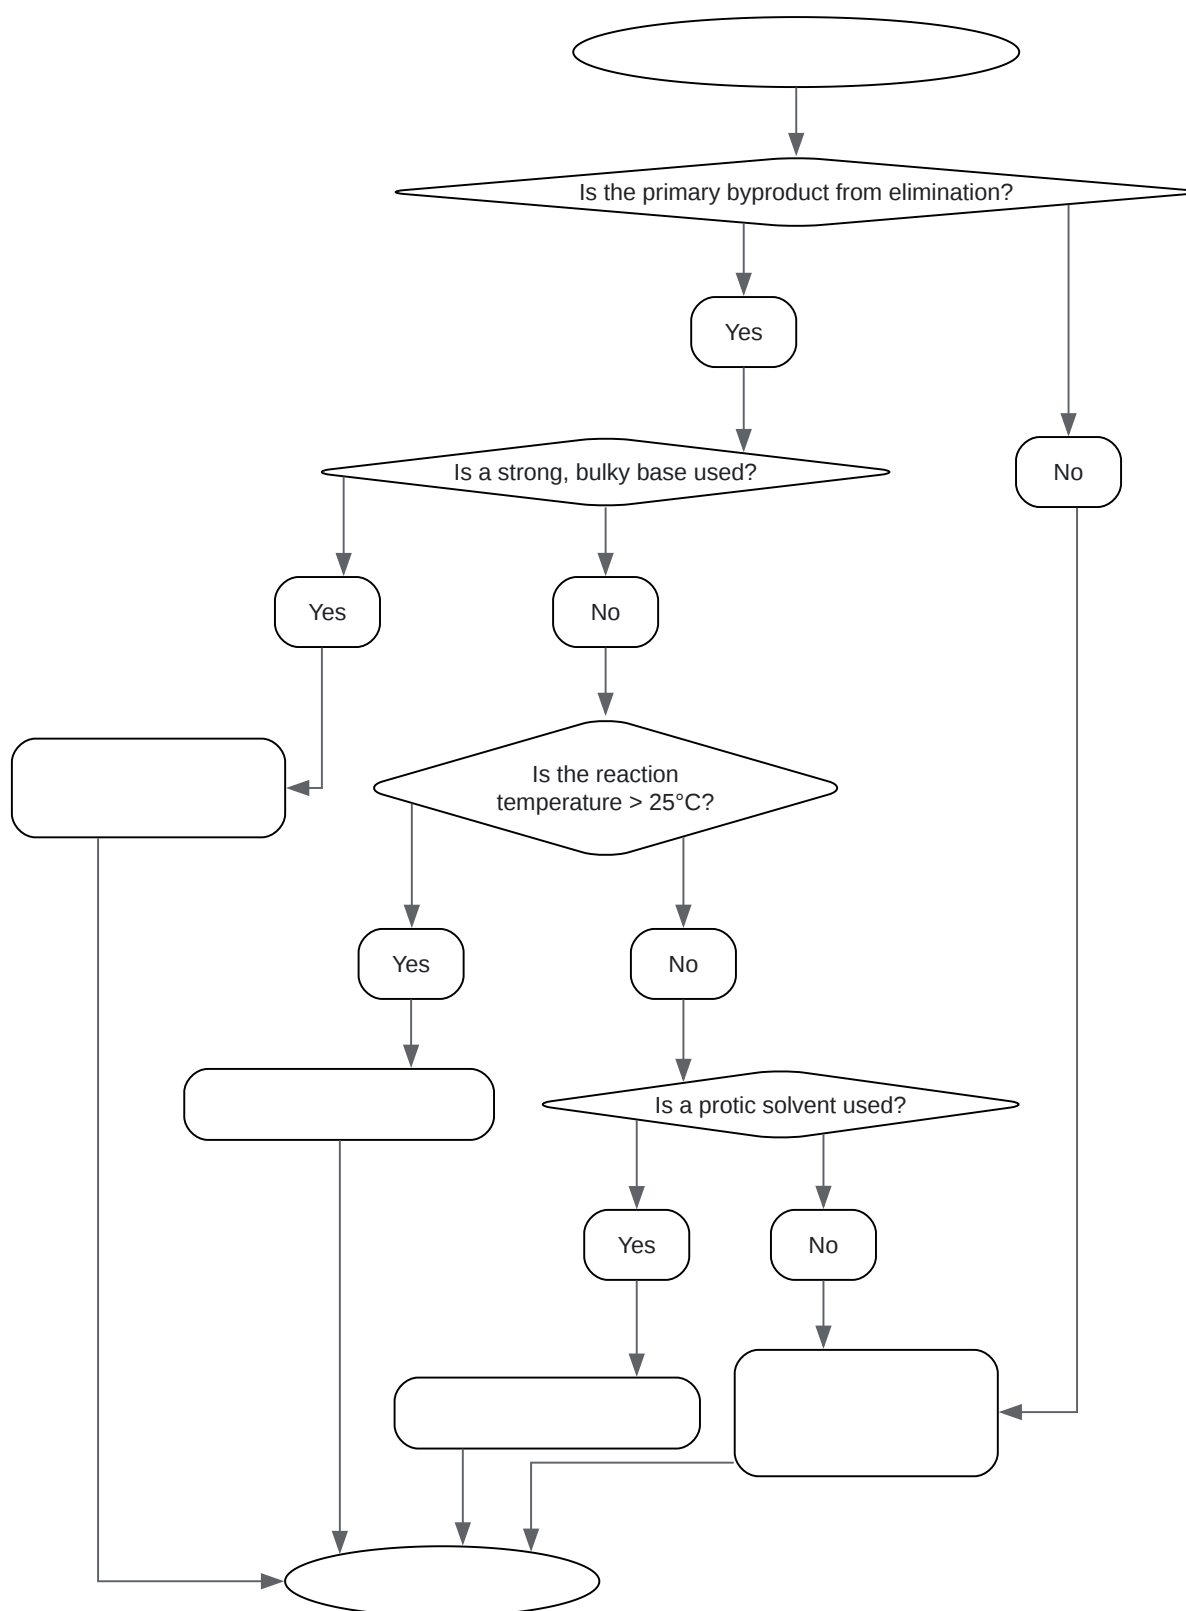 Is the primary byproduct from elimination?
Yes
Is a strong, bulky base used?
No
Yes
No
Is the reaction
temperature > 25°C?
Yes
No
Is a protic solvent used?
Yes
No